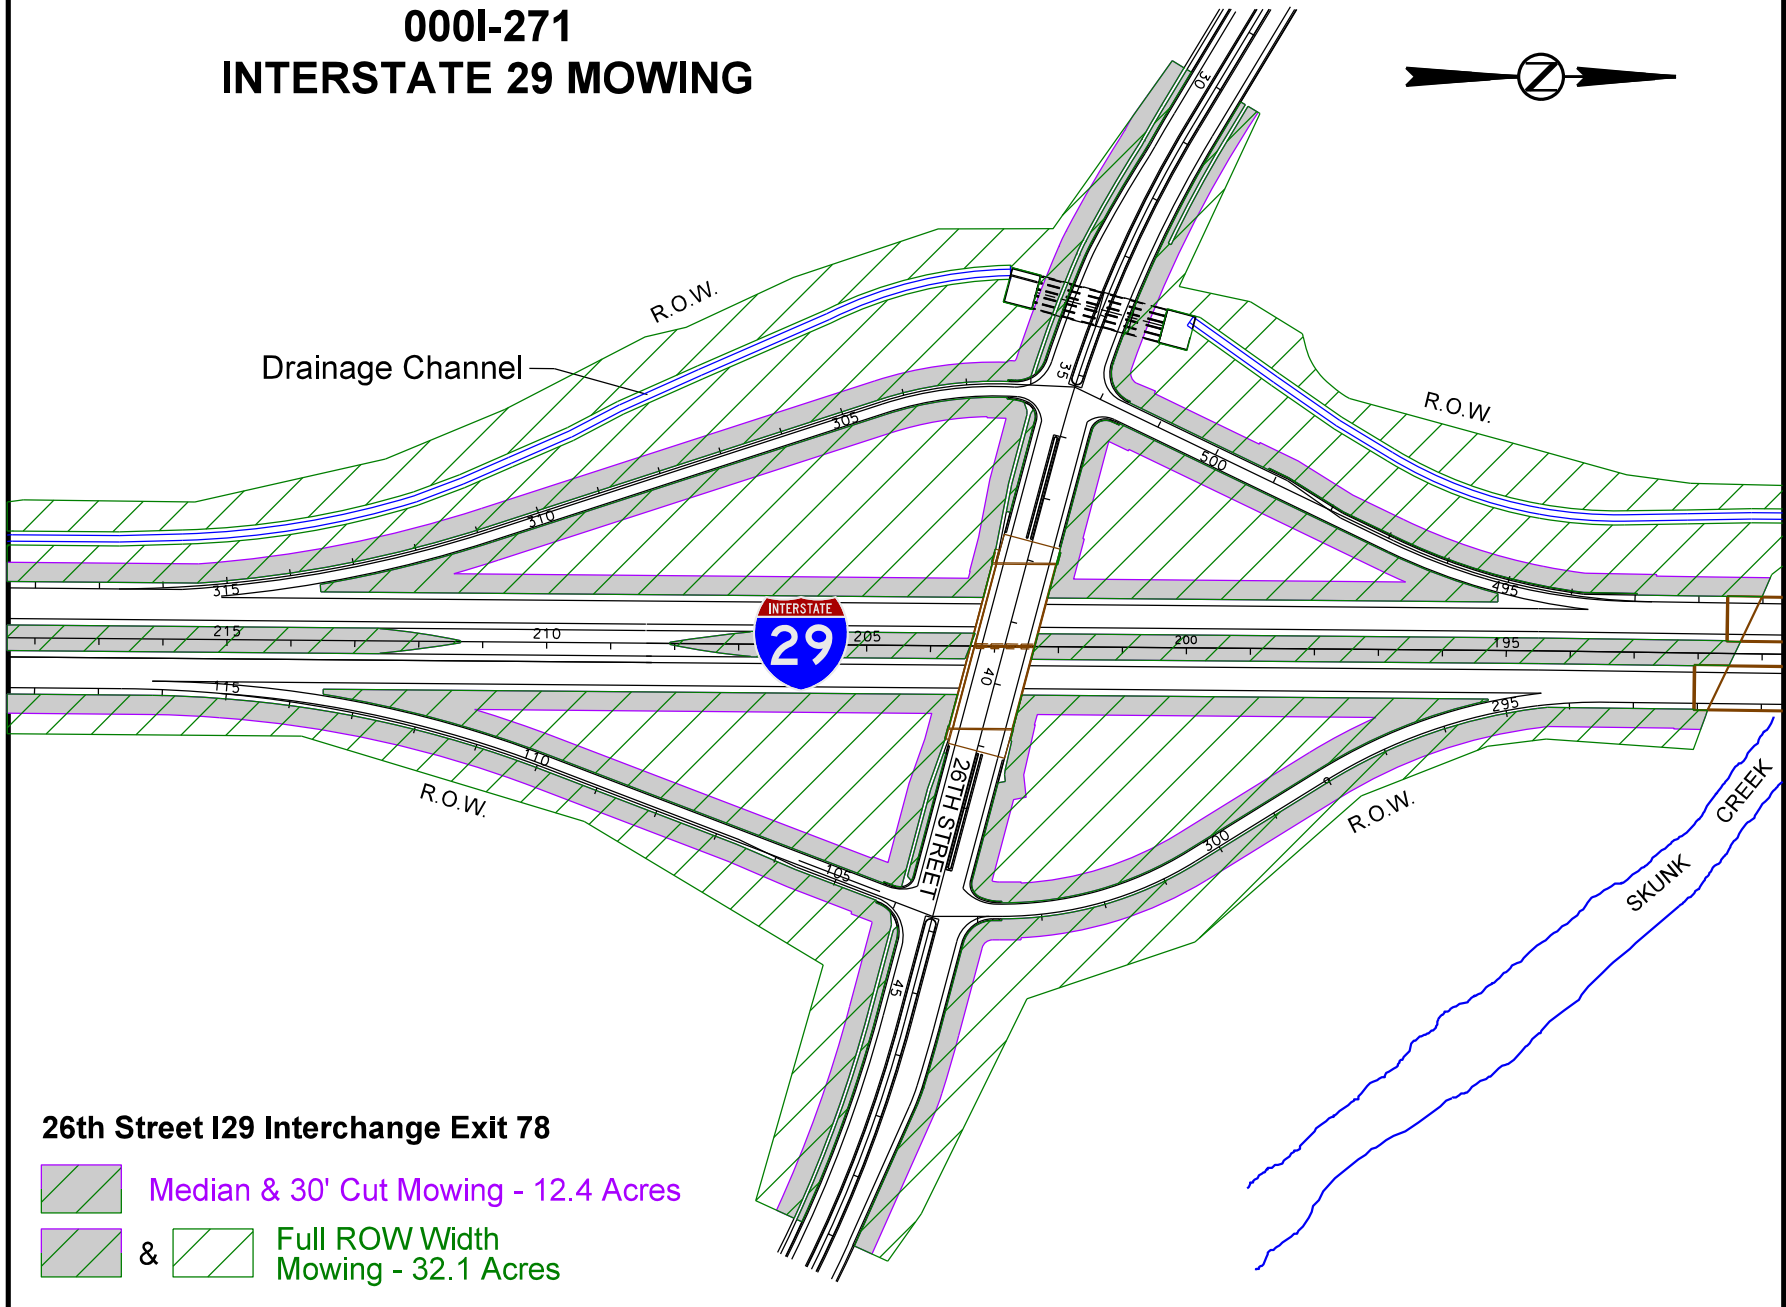 000I-271
INTERSTATE 29 MOWING
Z
30
R.O.W.
Drainage Channel
35
R.O.W.
305
500
310
315
495
INTERSTATE
29
215
210
205
200
195
115
40
295
110
26TH STREET
R.O.W.
R.O.W.
CREEK
300
105
SKUNK
45
26th Street I29 Interchange Exit 78
Median & 30' Cut Mowing - 12.4 Acres
& Full ROW Width
Mowing - 32.1 Acres